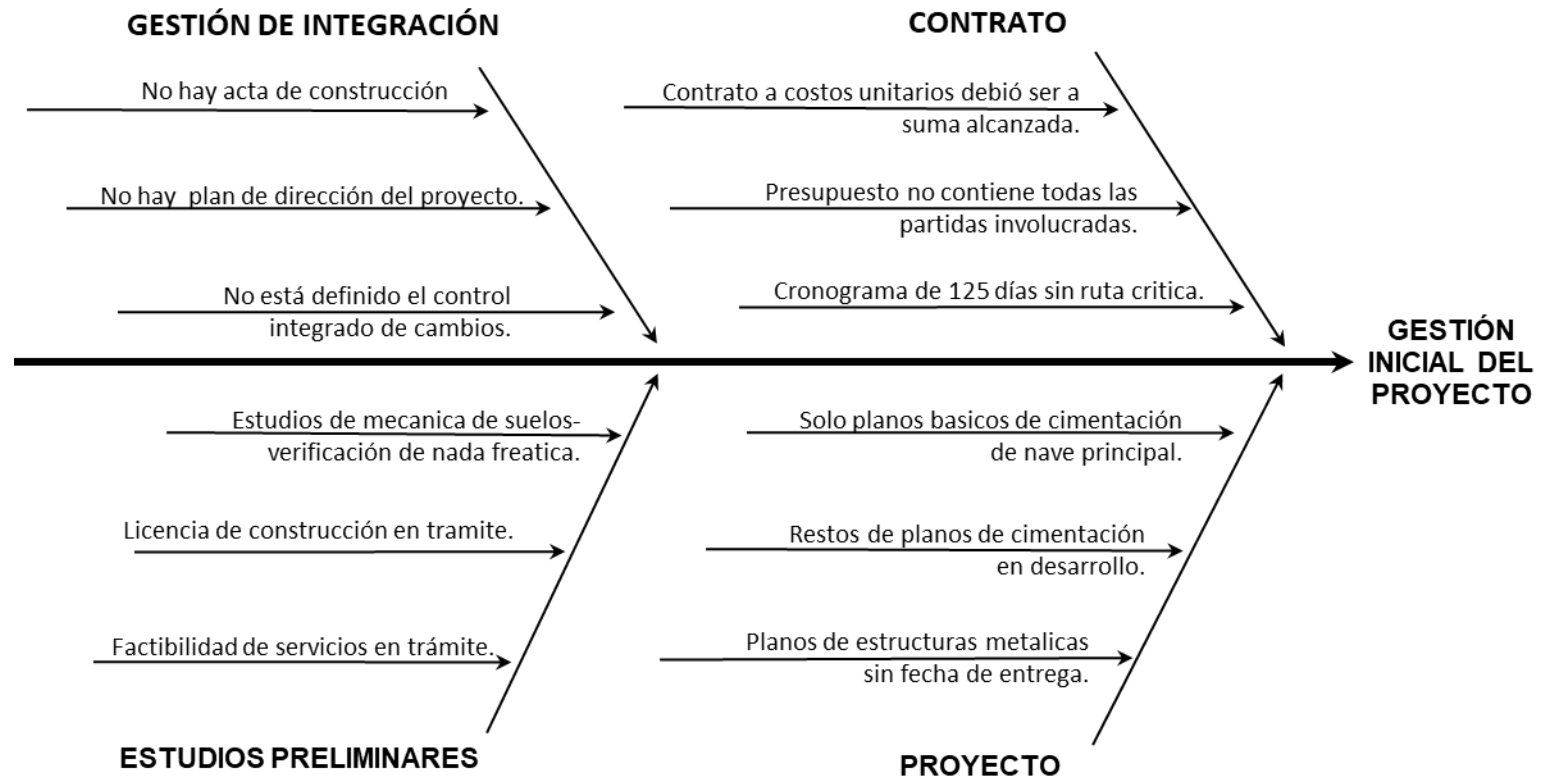 GESTIÓN DE INTEGRACIÓN
No hay acta de construcción
No hay plan de dirección del proyecto.
No está definido el control
integrado de cambios.
CONTRATO
Contrato a costos unitarios debió ser a
suma alcanzada.
Presupuesto no contiene todas las
partidas involucradas.
Cronograma de 125 días sin ruta critica.
GESTIÓN
INICIAL DEL
PROYECTO
Estudios de mecanica de suelos-
verificación de nada freatica.
Licencia de construcción en tramite.
Factibilidad de servicios en trámite.
ESTUDIOS PRELIMINARES
Solo planos basicos de cimentación
de nave principal.
Restos de planos de cimentación
en desarrollo.
Planos de estructuras metalicas
sin fecha de entrega.
PROYECTO